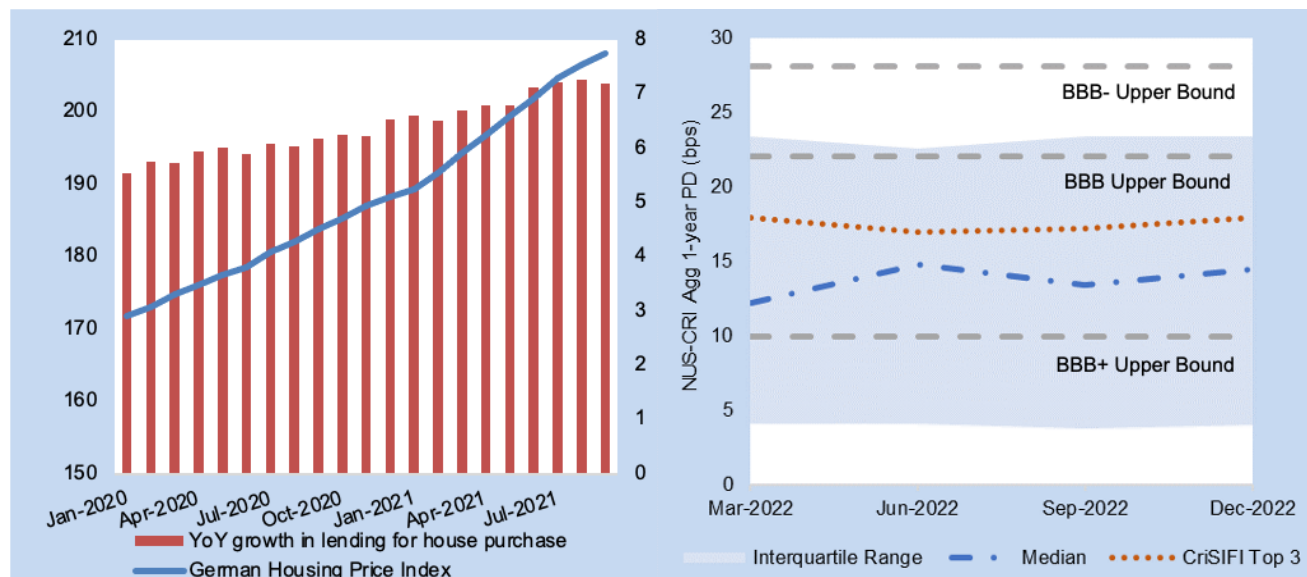 210
200
190
180
170
160
150
8
7
6
5
4
3
2
1
0
Jan-2020
Apr-2020
Jul-2020
Oct-2020
Jan-2021
Apr-2021
Jul-2021
YoY growth in lending for house purchase
German Housing Price Index
NUS-CRI Agg 1-year PD (bps)
30
25
20
15
10
5
0
BBB- Upper Bound
BBB Upper Bound
BBB+ Upper Bound
Mar-2022
Jun-2022
Sep-2022
Dec-2022
Interquartile Range
Median
CriSIFI Top 3